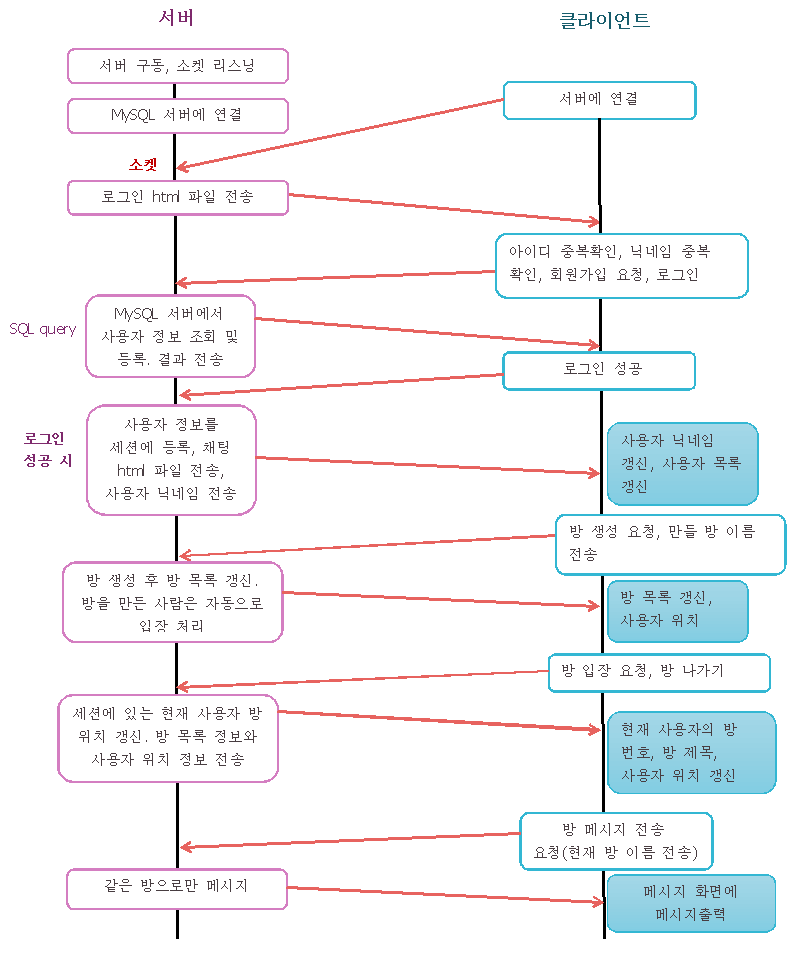 서버
클라이언트
서버 구동, 소켓 리스닝
서버에 연결
MySQL 서버에 연결
소켓
로그인 html 파일 전송
아이디 중복확인, 닉네임 중복
확인, 회원가입 요청, 로그인
SQL query
MySQL 서버에서
사용자 정보 조회 및
등록. 결과 전송
로그인 성공
로그인
성공 시
사용자 정보를
세션에 등록, 채팅
html 파일 전송,
사용자 닉네임 전송
사용자 닉네임
갱신, 사용자 목록
갱신
방 생성 요청, 만들 방 이름
전송
방 생성 후 방 목록 갱신.
방을 만든 사람은 자동으로
입장 처리
방 목록 갱신,
사용자 위치
방 입장 요청, 방 나가기
세션에 있는 현재 사용자 방
위치 갱신. 방 목록 정보와
사용자 위치 정보 전송
현재 사용자의 방
번호, 방 제목,
사용자 위치 갱신
방 메시지 전송
요청(현재 방 이름 전송)
같은 방으로만 메시지
메시지 화면에
메시지출력